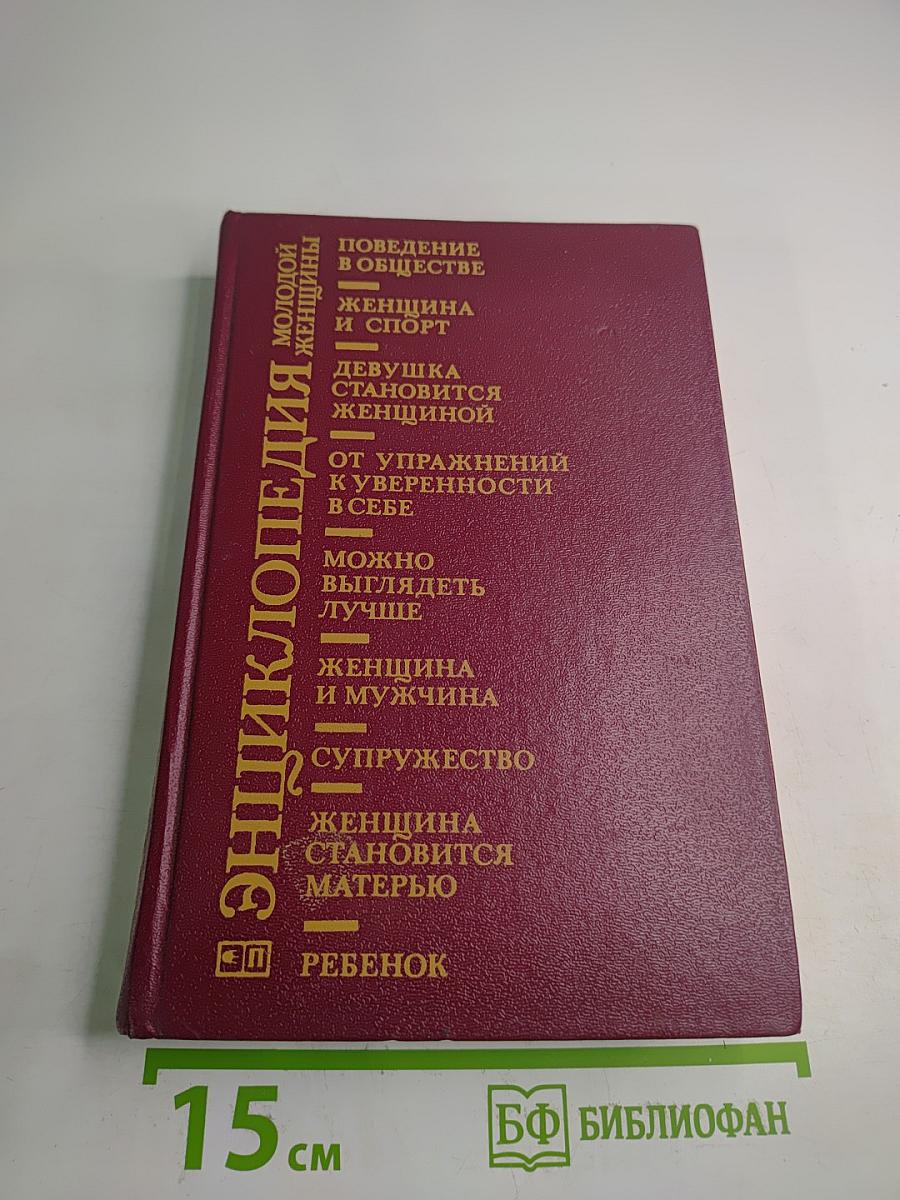 ЭНЦИКЛОПЕДИЯ
МОЛОДОЙ
ЖЕНЩИНЫ
ПОВЕДЕНИЕ
В ОБЩЕСТВЕ
ЖЕНЩИНА
И СПОРТ
ДЕВУШКА
СТАНОВИТСЯ
ЖЕНЩИНОЙ
ОТ УПРАЖНЕНИЙ
К УВЕРЕННОСТИ
В СЕБЕ
МОЖНО
ВЫГЛЯДЕТЬ
ЛУЧШЕ
ЖЕНЩИНА
И МУЖЧИНА
СУПРУЖЕСТВО
ЖЕНЩИНА
СТАНОВИТСЯ
МАТЕРЬЮ
РЕБЕНОК
15 см
БФ БИБЛИОФАН